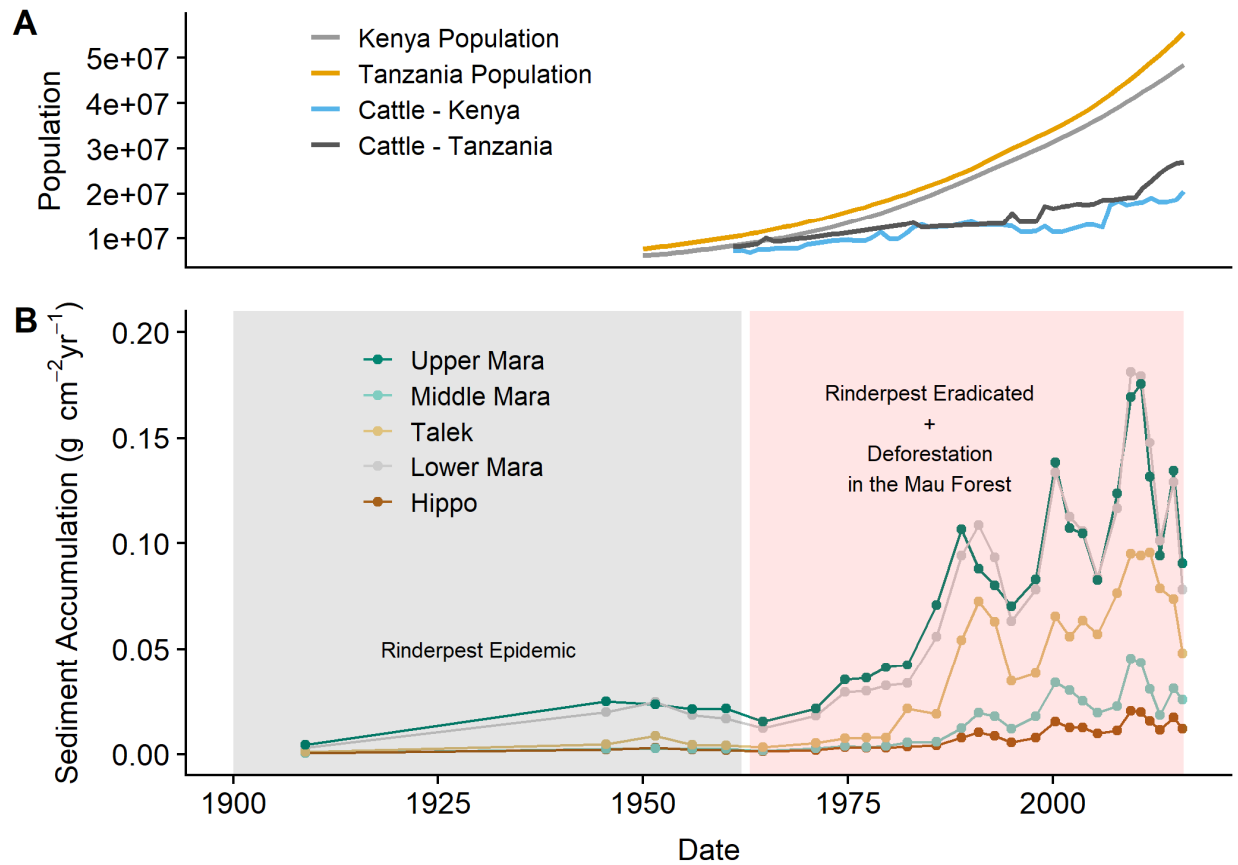 A
Population
5e+07
4e+07
3e+07
2e+07
1e+07
Kenya Population
Tanzania Population
Cattle - Kenya
Cattle - Tanzania
B
Sediment Accumulation (g cm⁻²yr⁻¹)
0.20
0.15
0.10
0.05
0.00
Upper Mara
Middle Mara
Talek
Lower Mara
Hippo
Rinderpest Epidemic
Rinderpest Eradicated
+
Deforestation
in the Mau Forest
1900
1925
1950
1975
2000
Date